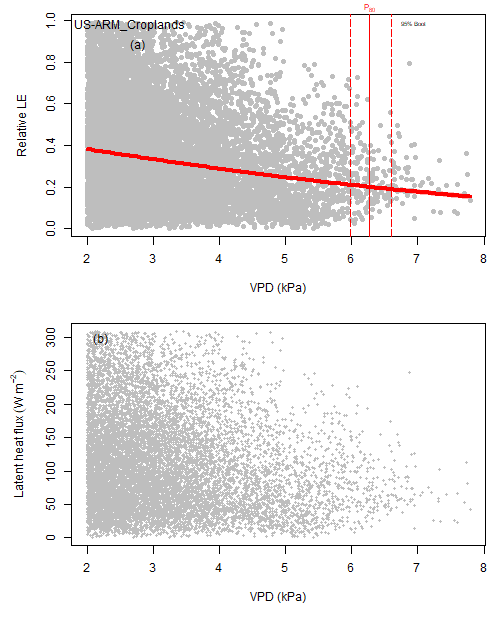 P80
US-ARM_Croplands
95% Boot
(a)
1.0
0.8
0.6
0.4
0.2
0.0
Relative LE
2 3 4 5 6 7 8
VPD (kPa)
(b)
300
250
200
150
100
50
0
Latent heat flux (W m−2)
2 3 4 5 6 7 8
VPD (kPa)